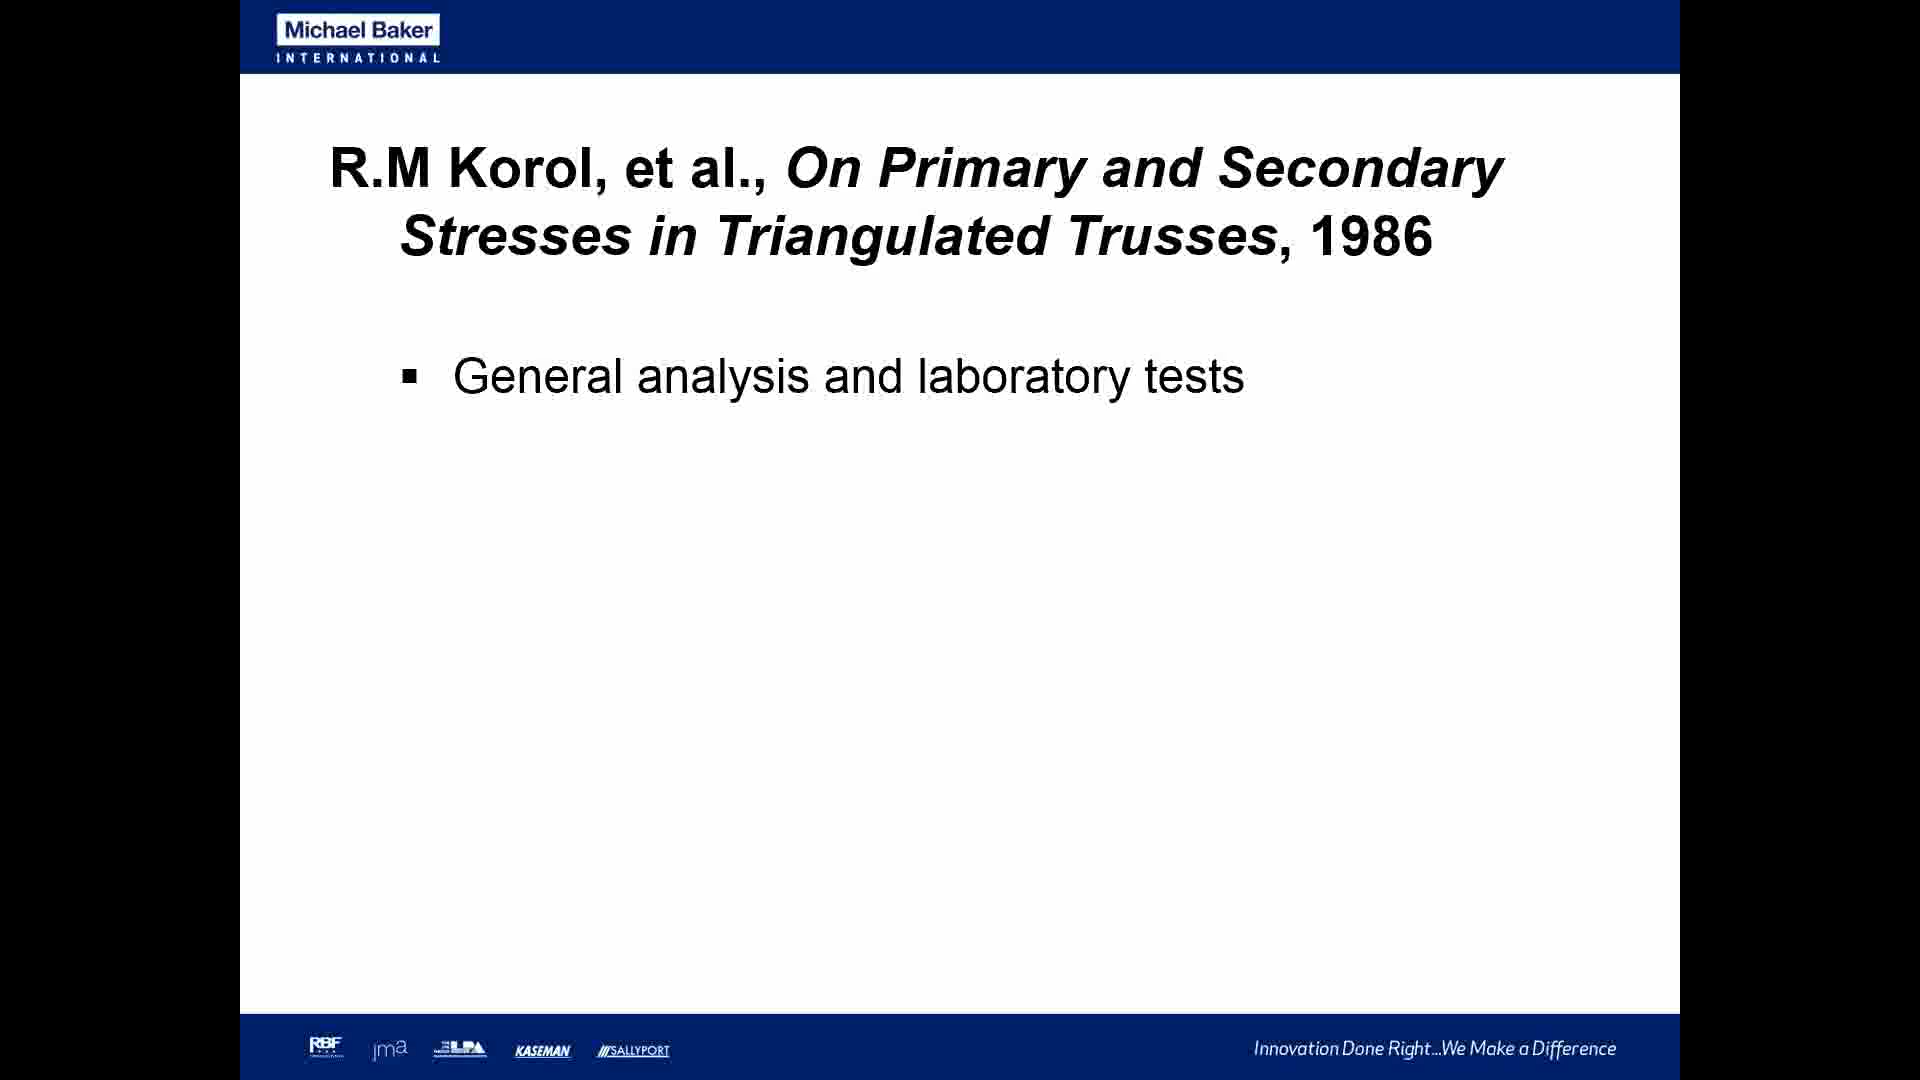 Michael Baker
INTERNATIONAL
R.M Korol, et al., On Primary and Secondary
Stresses in Triangulated Trusses, 1986
▪ General analysis and laboratory tests
RBF jma LPA KASEMAN SALLYPORT
Innovation Done Right...We Make a Difference